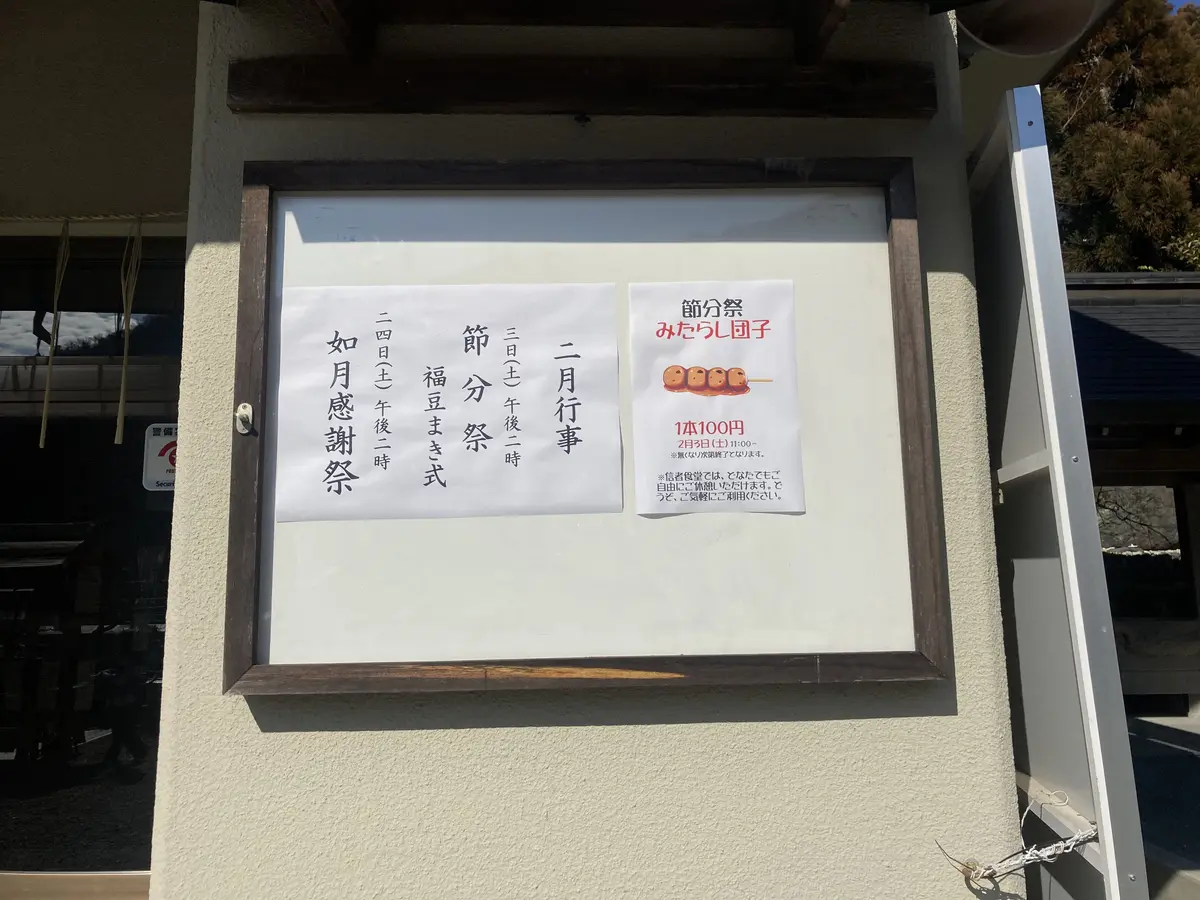 二月行事
三日(土)午後二時
節分祭
福豆まき式
二四日(土)午後二時
如月感謝祭
節分祭
みたらし団子
1本100円
2月3日(土)11:00~
※無くなり次第終了となります。
※信者食堂では、どなたでもご
自由にご休憩いただけます。ど
うぞ、ご気軽にご利用ください。